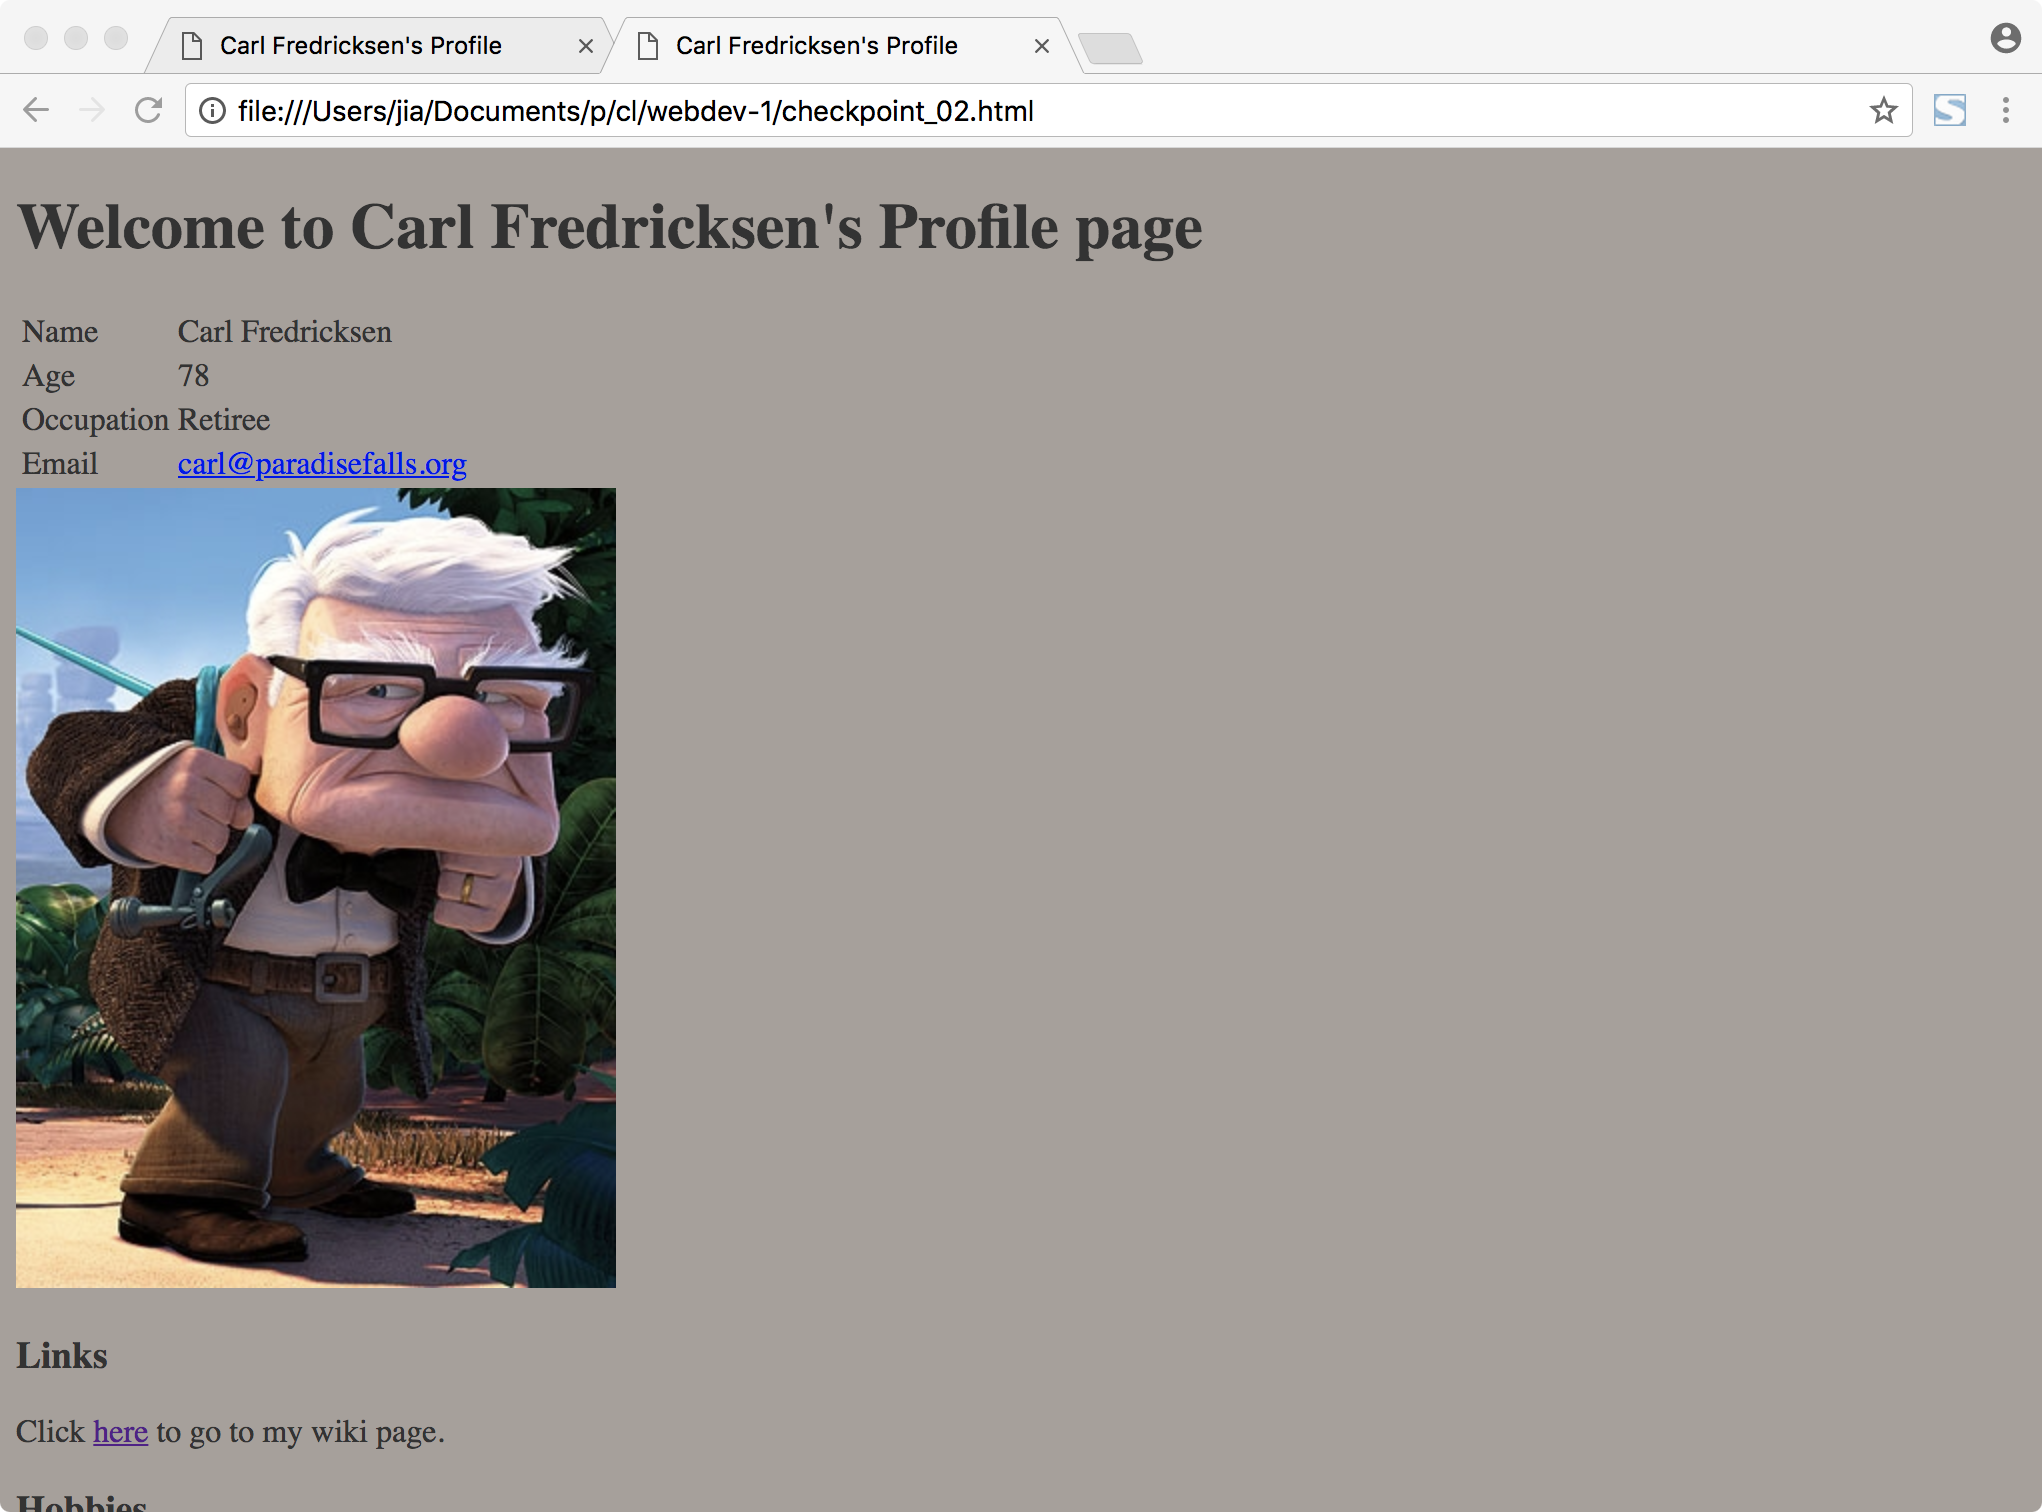 Carl Fredricksen's Profile
Carl Fredricksen's Profile
file:///Users/jia/Documents/p/cl/webdev-1/checkpoint_02.html
Welcome to Carl Fredricksen's Profile page
Name Carl Fredricksen
Age 78
Occupation Retiree
Email carl@paradisefalls.org
Links
Click here to go to my wiki page.
Hobbies